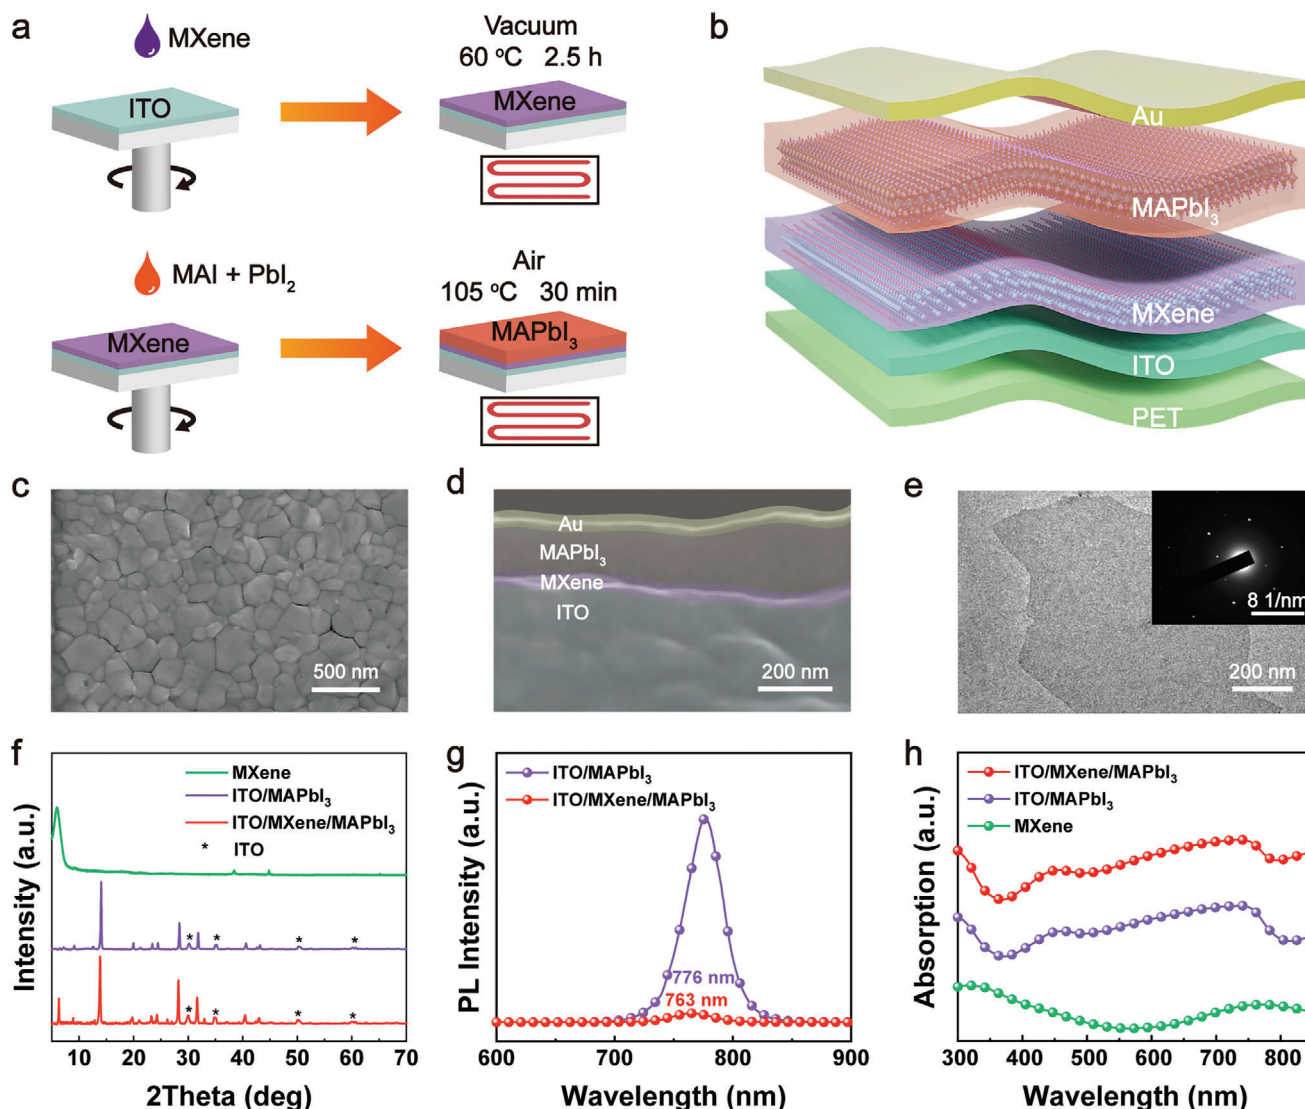 a
MXene
ITO
Vacuum
60 °C 2.5 h
MXene
MAI + PbI₂
MXene
Air
105 °C 30 min
MAPbI₃
b
Au
MAPbI₃
MXene
ITO
PET
c
500 nm
d
Au
MAPbI₃
MXene
ITO
200 nm
e
8 1/nm
200 nm
f
MXene
ITO/MAPbI₃
ITO/MXene/MAPbI₃
* ITO
* * * *
* * * *
Intensity (a.u.)
10 20 30 40 50 60 70
2Theta (deg)
g
ITO/MAPbI₃
ITO/MXene/MAPbI₃
776 nm
763 nm
PL Intensity (a.u.)
600 700 800 900
Wavelength (nm)
h
ITO/MXene/MAPbI₃
ITO/MAPbI₃
MXene
Absorption (a.u.)
300 400 500 600 700 800
Wavelength (nm)